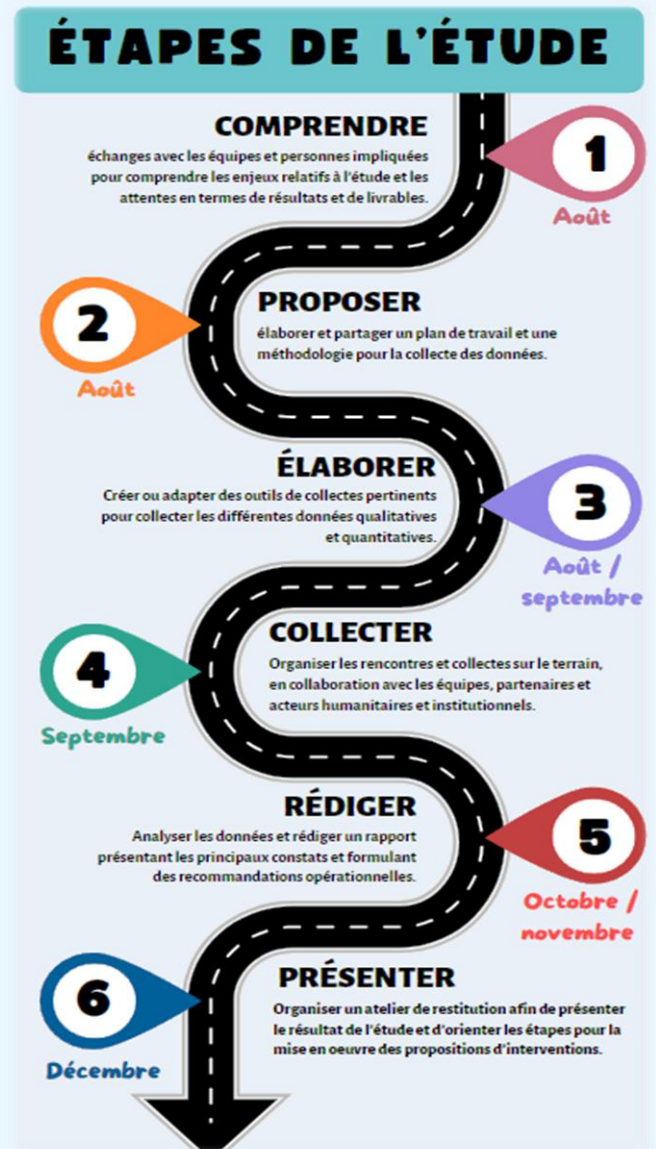 ÉTAPES DE L'ÉTUDE
COMPRENDRE
échanges avec les équipes et personnes impliquées
pour comprendre les enjeux relatifs à l'étude et les
attentes en termes de résultats et de livrables.
1
Août
2
Août
PROPOSER
élaborer et partager un plan de travail et une
méthodologie pour la collecte des données.
ÉLABORER
Créer ou adapter des outils de collectes pertinents
pour collecter les différentes données qualitatives
et quantitatives.
3
Août /
septembre
4
Septembre
COLLECTER
Organiser les rencontres et collectes sur le terrain,
en collaboration avec les équipes, partenaires et
acteurs humanitaires et institutionnels.
RÉDIGER
Analyser les données et rédiger un rapport
présentant les principaux constats et formulant
des recommandations opérationnelles.
5
Octobre /
novembre
6
Décembre
PRÉSENTER
Organiser un atelier de restitution afin de présenter
le résultat de l'étude et d'orienter les étapes pour la
mise en oeuvre des propositions d'interventions.